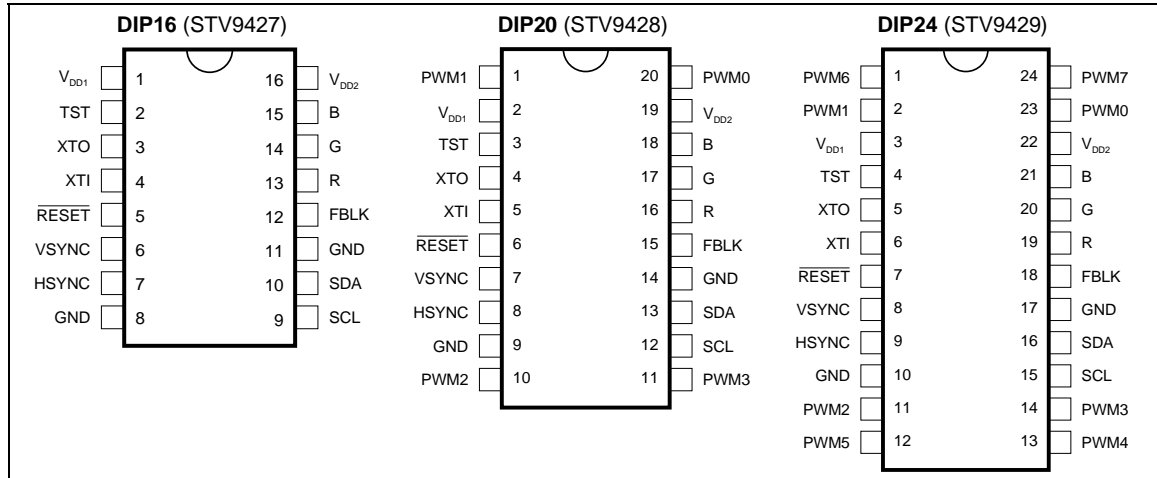 DIP16 (STV9427)
VDD1 1 16 VDD2
TST 2 15 B
XTO 3 14 G
XTI 4 13 R
RESET 5 12 FBLK
VSYNC 6 11 GND
HSYNC 7 10 SDA
GND 8 9 SCL
DIP20 (STV9428)
PWM1 1 20 PWM0
VDD1 2 19 VDD2
TST 3 18 B
XTO 4 17 G
XTI 5 16 R
RESET 6 15 FBLK
VSYNC 7 14 GND
HSYNC 8 13 SDA
GND 9 12 SCL
PWM2 10 11 PWM3
DIP24 (STV9429)
PWM6 1 24 PWM7
PWM1 2 23 PWM0
VDD1 3 22 VDD2
TST 4 21 B
XTO 5 20 G
XTI 6 19 R
RESET 7 18 FBLK
VSYNC 8 17 GND
HSYNC 9 16 SDA
GND 10 15 SCL
PWM2 11 14 PWM3
PWM5 12 13 PWM4